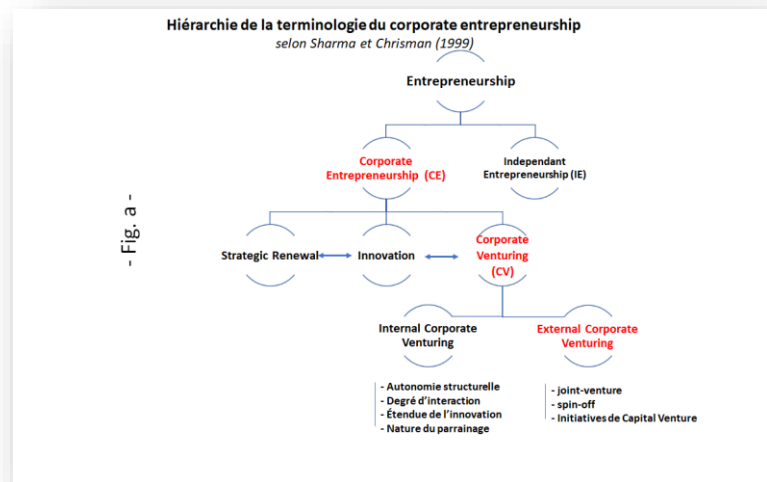 Hiérarchie de la terminologie du corporate entrepreneurship
selon Sharma et Chrisman (1999)
- Fig. a -
Entrepreneurship
Corporate
Entrepreneurship (CE)
Independant
Entrepreneurship (IE)
Strategic Renewal
Innovation
Corporate
Venturing
(CV)
Internal Corporate
Venturing
External Corporate
Venturing
- Autonomie structurelle
- Degré d'interaction
- Étendue de l'innovation
- Nature du parrainage
- joint-venture
- spin-off
- Initiatives de Capital Venture